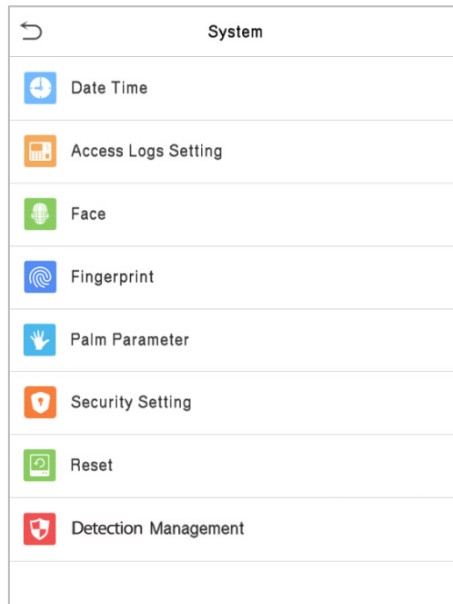 System
Date Time
Access Logs Setting
Face
Fingerprint
Palm Parameter
Security Setting
Reset
Detection Management